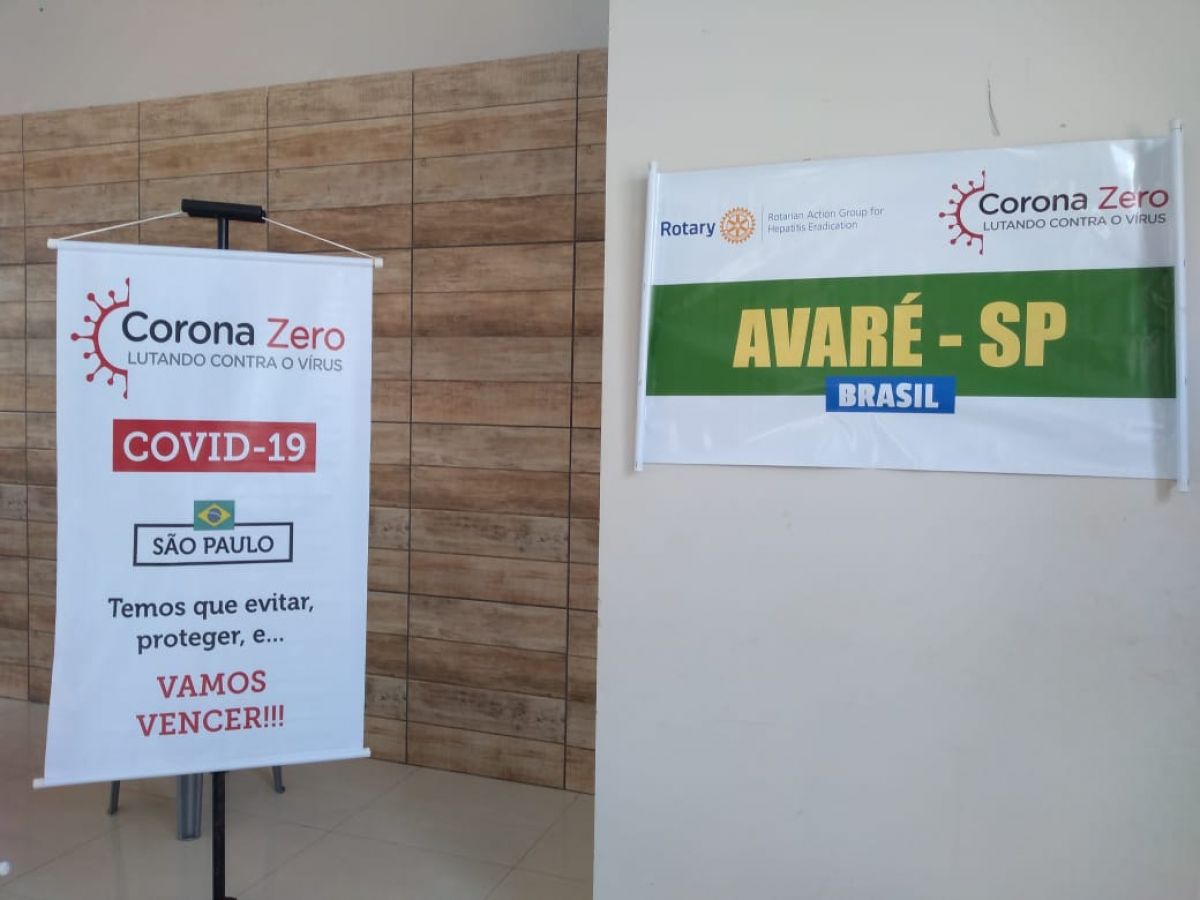 Corona Zero
LUTANDO CONTRA O VÍRUS
COVID-19
SÃO PAULO
Temos que evitar,
proteger, e...
VAMOS
VENCER!!!
Rotary
Rotarian Action Group for
Hepatitis Eradication
Corona Zero
LUTANDO CONTRA O VÍRUS
AVARÉ - SP
BRASIL